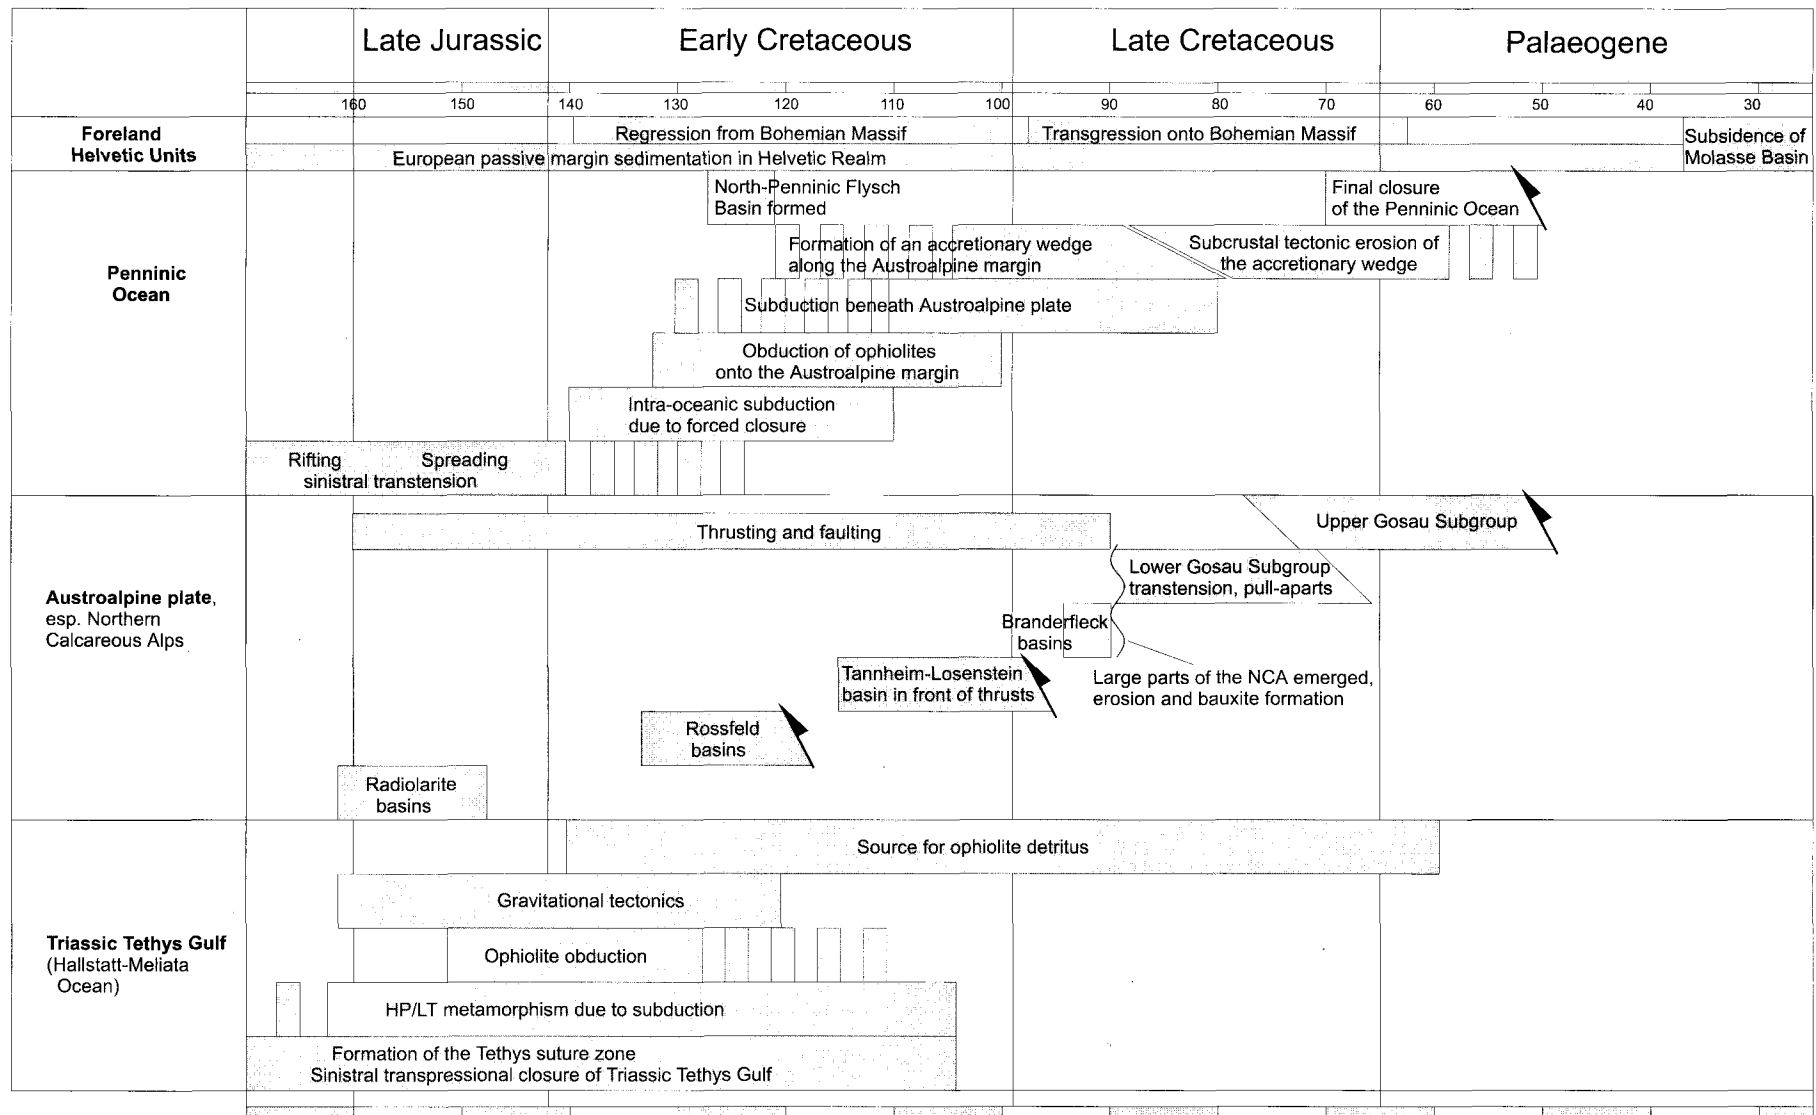 Late Jurassic
Early Cretaceous
Late Cretaceous
Palaeogene
160 150 140 130 120 110 100 90 80 70 60 50 40 30
Foreland
Helvetic Units
Regression from Bohemian Massif
Transgression onto Bohemian Massif
European passive margin sedimentation in Helvetic Realm
Subsidence of
Molasse Basin
Penninic
Ocean
North-Penninic Flysch
Basin formed
Final closure
of the Penninic Ocean
Formation of an accretionary wedge
along the Austroalpine margin
Subcrustal tectonic erosion of
the accretionary wedge
Subduction beneath Austroalpine plate
Obduction of ophiolites
onto the Austroalpine margin
Intra-oceanic subduction
due to forced closure
Rifting Spreading
sinistral transtension
Austroalpine plate,
esp. Northern
Calcareous Alps
Upper Gosau Subgroup
Thrusting and faulting
Lower Gosau Subgroup
transtension, pull-aparts
Branderfleck
basins
Large parts of the NCA emerged,
erosion and bauxite formation
Tannheim-Losenstein
basin in front of thrusts
Rossfeld
basins
Radiolarite
basins
Triassic Tethys Gulf
(Hallstatt-Meliata
Ocean)
Source for ophiolite detritus
Gravitational tectonics
Ophiolite obduction
HP/LT metamorphism due to subduction
Formation of the Tethys suture zone
Sinistral transpressional closure of Triassic Tethys Gulf